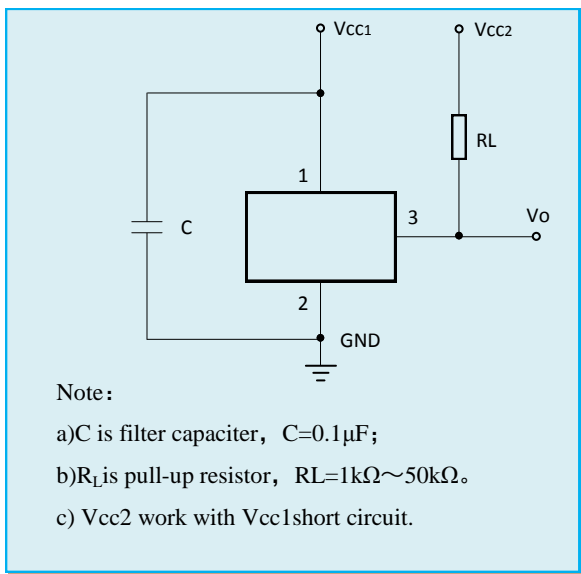 Vcc1 Vcc2
RL
1
3 Vo
C
2
GND
Note：
a)C is filter capaciter，C=0.1μF；
b)RLis pull-up resistor，RL=1kΩ～50kΩ。
c) Vcc2 work with Vcc1short circuit.